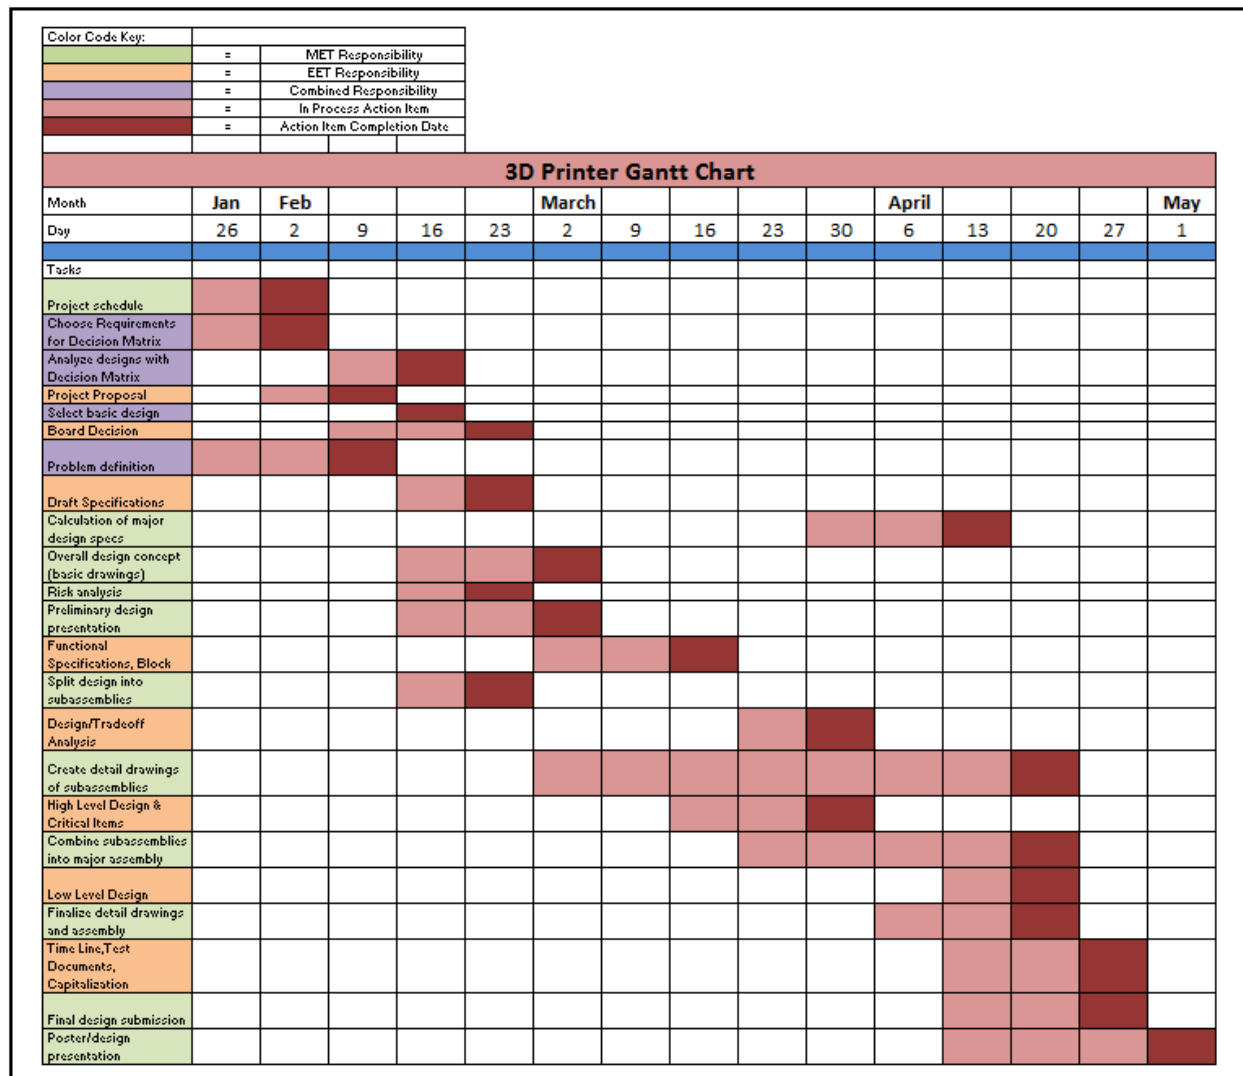 Color Code Key:
= MET Responsibility
= EET Responsibility
= Combined Responsibility
= In Process Action Item
= Action Item Completion Date
3D Printer Gantt Chart
Month Jan Feb March April May
Day 26 2 9 16 23 2 9 16 23 30 6 13 20 27 1
Tasks
Project schedule
Choose Requirements
for Decision Matrix
Analyze designs with
Decision Matrix
Project Proposal
Select basic design
Board Decision
Problem definition
Draft Specifications
Calculation of major
design specs
Overall design concept
(basic drawings)
Risk analysis
Preliminary design
presentation
Functional
Specifications, Block
Split design into
subassemblies
Design/Tradeoff
Analysis
Create detail drawings
of subassemblies
High Level Design &
Critical Items
Combine subassemblies
into major assembly
Low Level Design
Finalize detail drawings
and assembly
Time Line,Test
Documents,
Capitalization
Final design submission
Poster/design
presentation